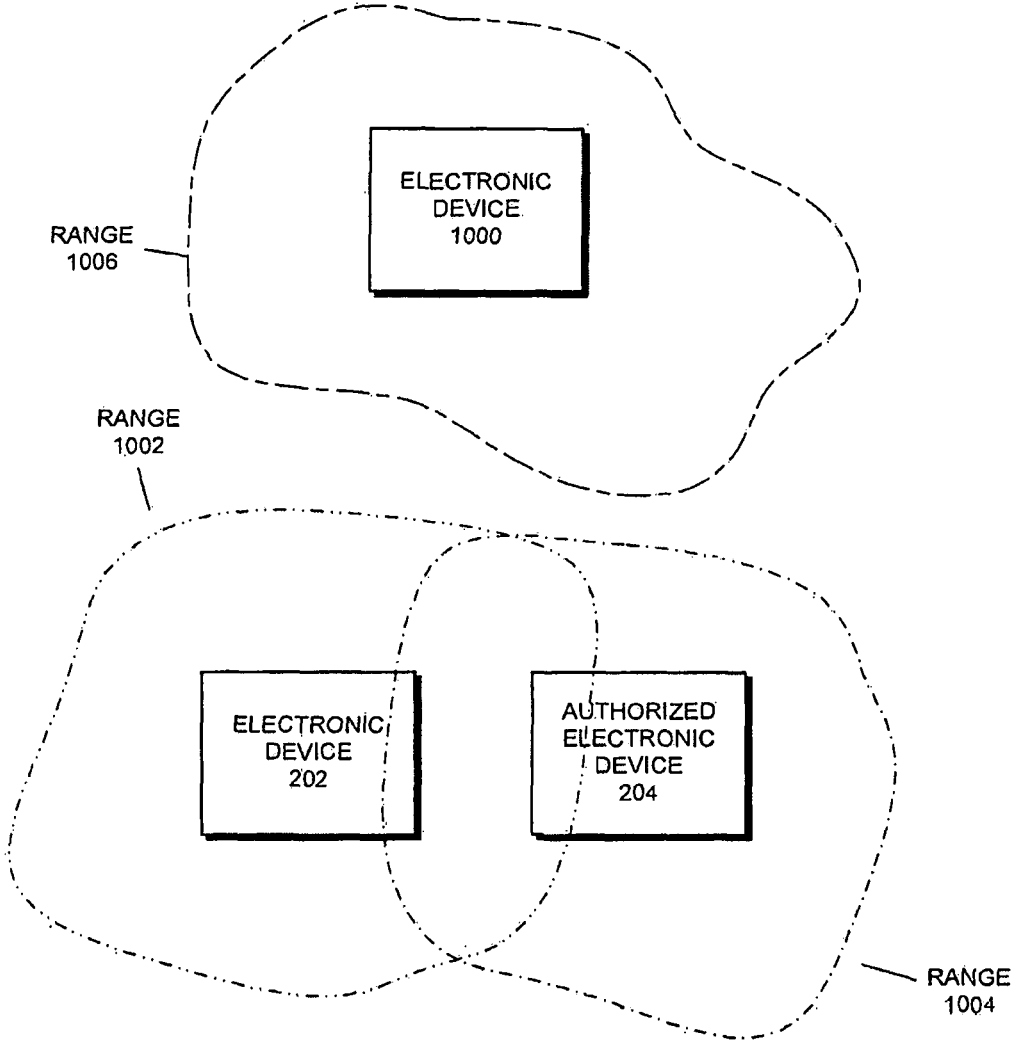 ELECTRONIC
DEVICE
1000
RANGE
1006
RANGE
1002
ELECTRONIC
DEVICE
202
AUTHORIZED
ELECTRONIC
DEVICE
204
RANGE
1004